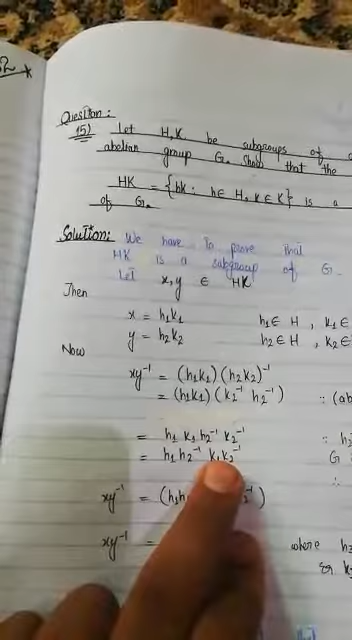 Question:
15) Let H,K be subgroups of a
abelian group G. Show that the
HK = {hk : h ∈ H, k ∈ K} is a
of G.
Solution: We have to prove that
HK is a subgroup of G.
Let x, y ∈ HK
Then
x = h₁k₁ h₁ ∈ H , k₁ ∈
y = h₂k₂ h₂ ∈ H , k₂ ∈
Now
xy⁻¹ = (h₁k₁)(h₂k₂)⁻¹
= (h₁k₁)(k₂⁻¹ h₂⁻¹) ∵ (ab
= h₁ k₁ h₂⁻¹ k₂⁻¹
= h₁ h₂⁻¹ k₁ k₂⁻¹ G
xy⁻¹ =
xy⁻¹ = where